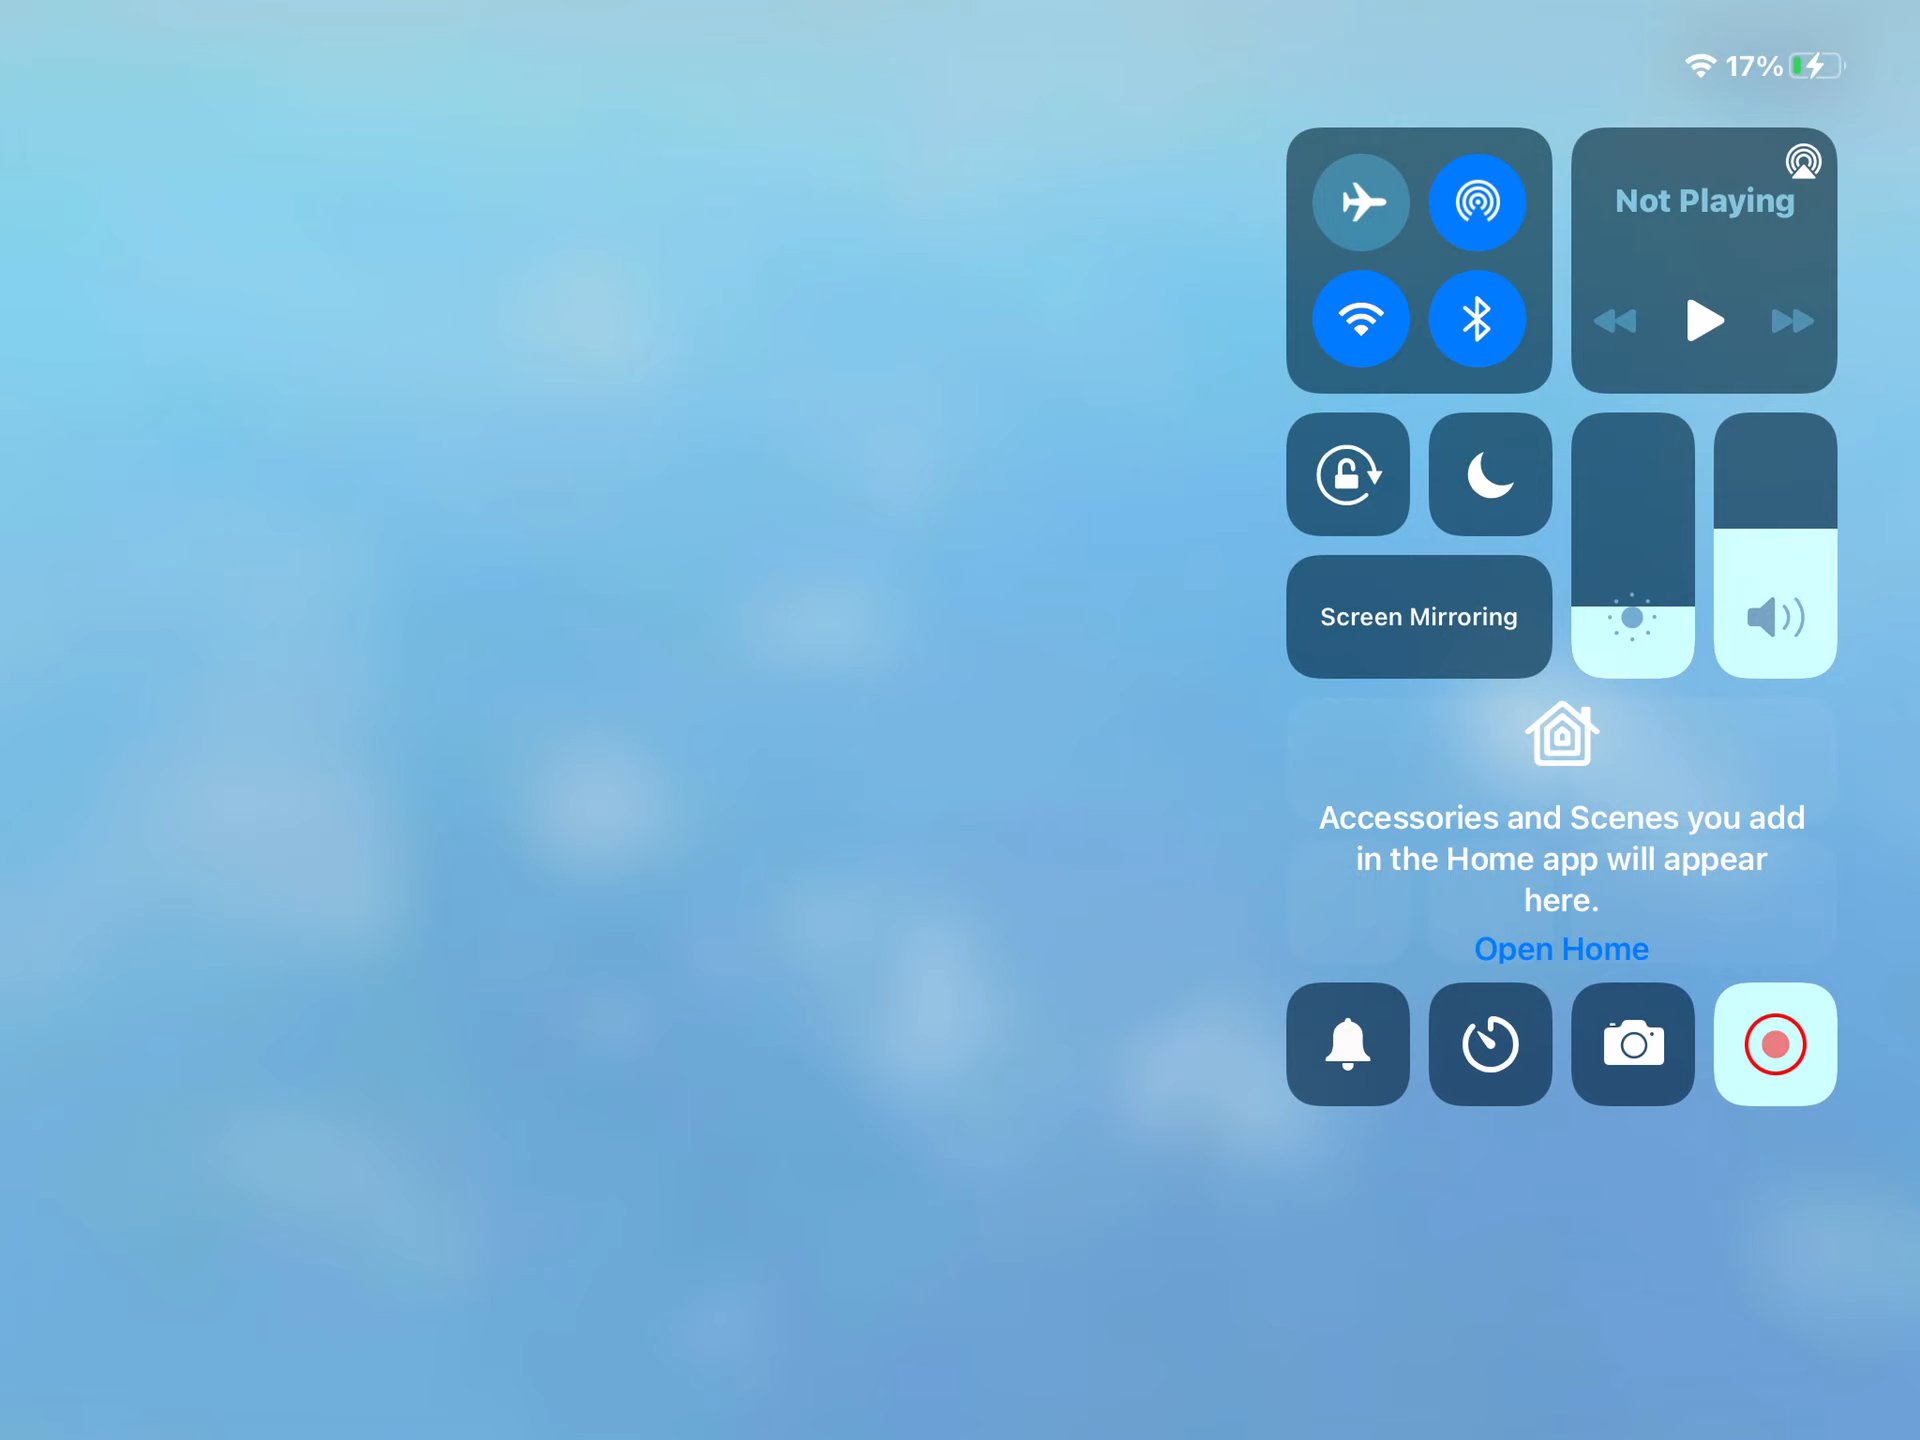 17%
Not Playing
Screen Mirroring
Accessories and Scenes you add
in the Home app will appear
here.
Open Home